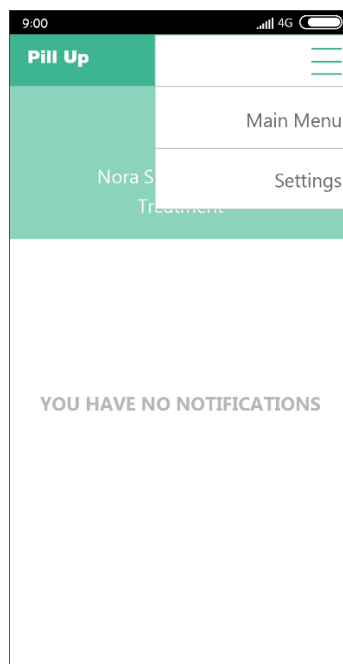 9:00 4G
Pill Up
Main Menu
Nora S
Settings
Treatment
YOU HAVE NO NOTIFICATIONS